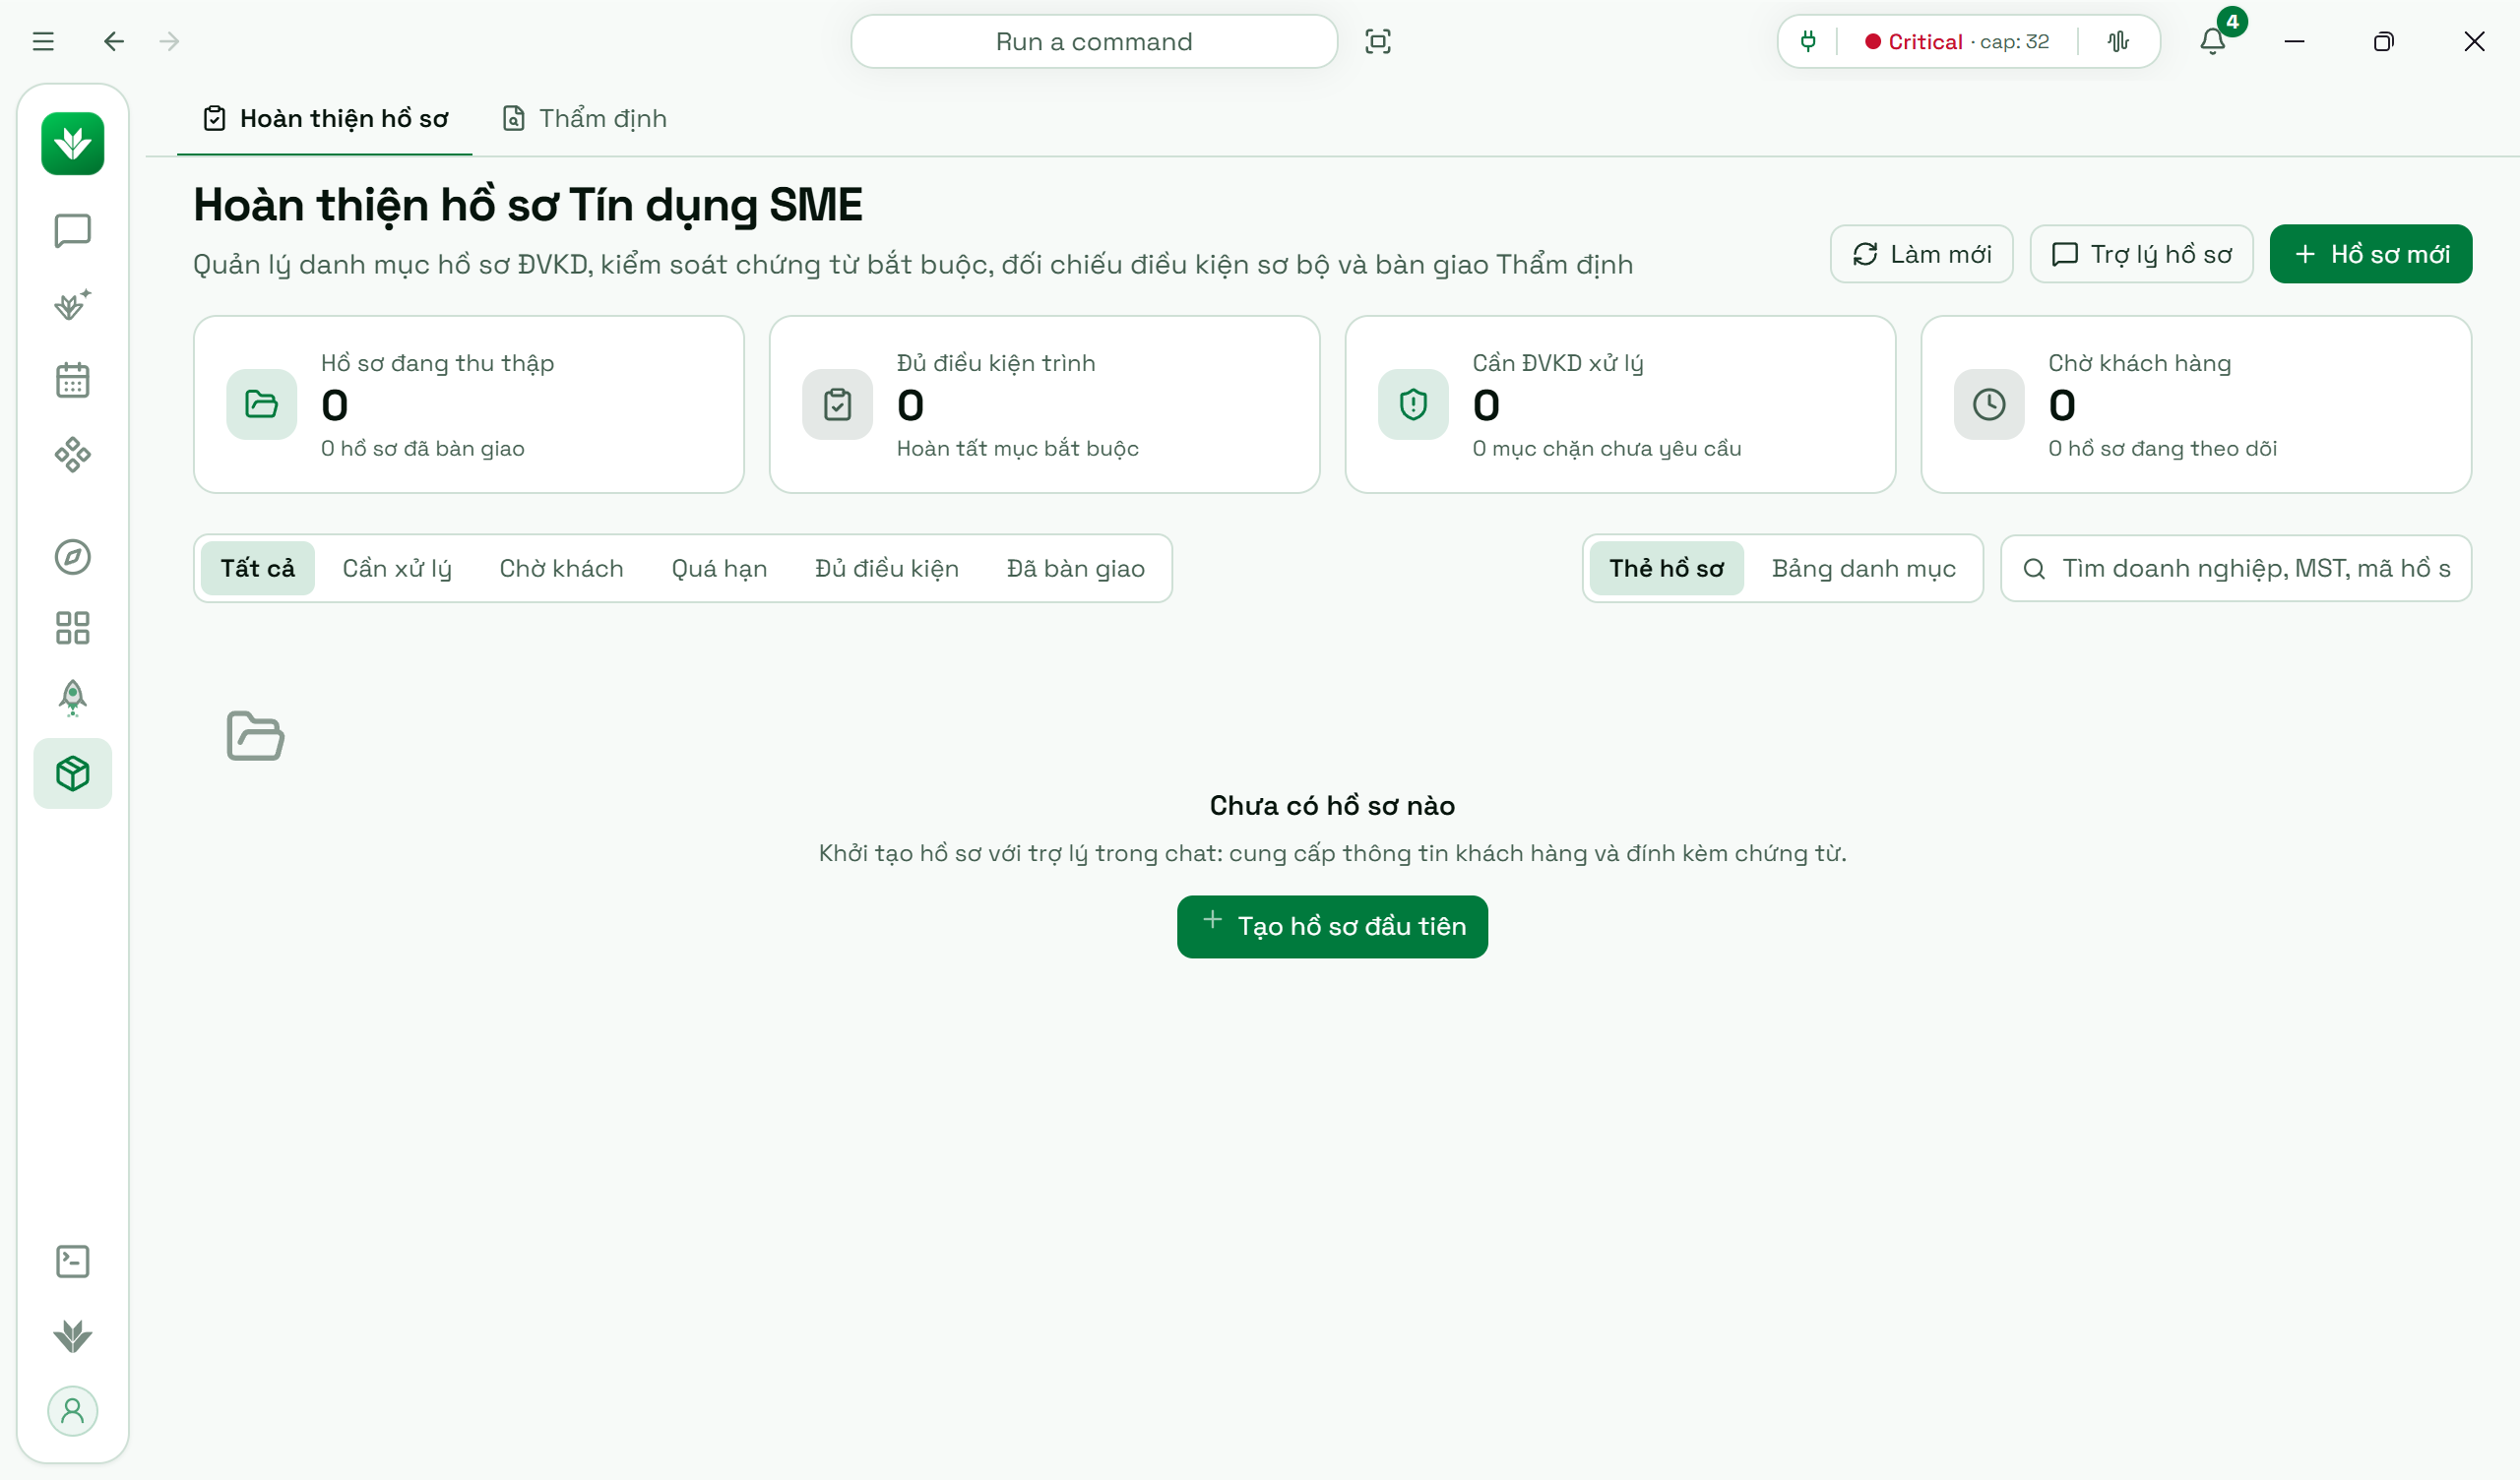 Run a command
Critical · cap: 32
4
Hoàn thiện hồ sơ
Thẩm định
Hoàn thiện hồ sơ Tín dụng SME
Quản lý danh mục hồ sơ ĐVKD, kiểm soát chứng từ bắt buộc, đối chiếu điều kiện sơ bộ và bàn giao Thẩm định
Làm mới
Trợ lý hồ sơ
Hồ sơ mới
Hồ sơ đang thu thập
0
0 hồ sơ đã bàn giao
Đủ điều kiện trình
0
Hoàn tất mục bắt buộc
Cần ĐVKD xử lý
0
0 mục chặn chưa yêu cầu
Chờ khách hàng
0
0 hồ sơ đang theo dõi
Tất cả
Cần xử lý
Chờ khách
Quá hạn
Đủ điều kiện
Đã bàn giao
Thẻ hồ sơ
Bảng danh mục
Tìm doanh nghiệp, MST, mã hồ s
Chưa có hồ sơ nào
Khởi tạo hồ sơ với trợ lý trong chat: cung cấp thông tin khách hàng và đính kèm chứng từ.
Tạo hồ sơ đầu tiên